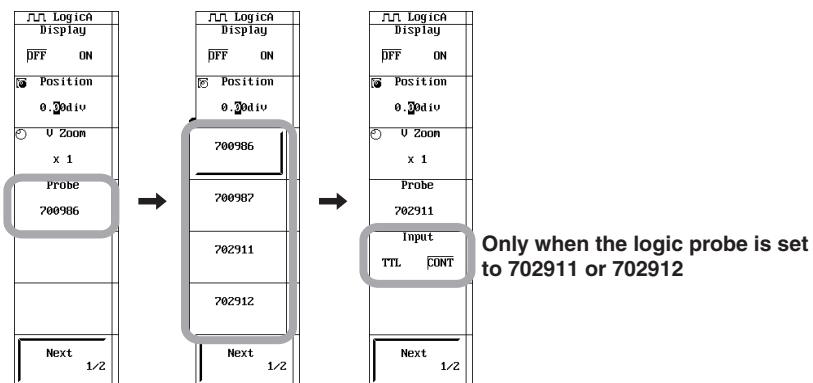 LogicA
Display
OFF ON
Position
0.00div
V Zoom
x 1
Probe
700986
Next
1/2
LogicA
Display
OFF ON
Position
0.00div
700986
700987
702911
702912
Next
1/2
LogicA
Display
OFF ON
Position
0.00div
V Zoom
x 1
Probe
702911
Input
TTL CONT
Next
1/2
Only when the logic probe is set
to 702911 or 702912